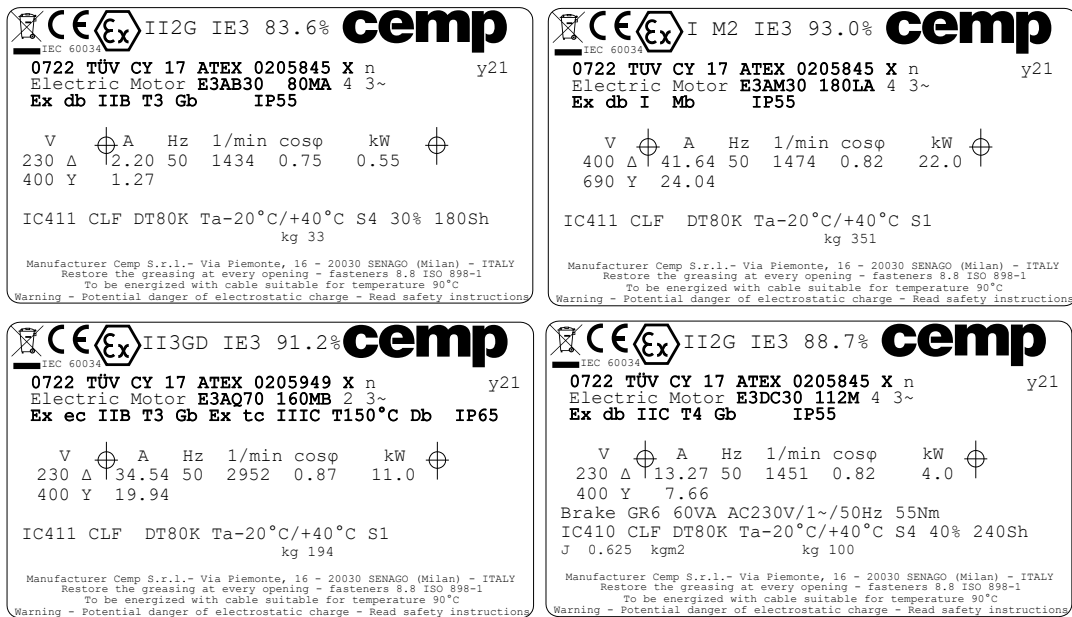 CE Ex II2G IE3 83.6% cemp
IEC 60034
0722 TÜV CY 17 ATEX 0205845 X n y21
Electric Motor E3AB30 80MA 4 3~
Ex db IIB T3 Gb IP55
V A Hz 1/min cosφ kW
230 Δ 2.20 50 1434 0.75 0.55
400 Y 1.27
IC411 CLF DT80K Ta-20°C/+40°C S4 30% 180Sh
kg 33
Manufacturer Cemp S.r.l.- Via Piemonte, 16 - 20030 SENAGO (Milan) - ITALY
Restore the greasing at every opening - fasteners 8.8 ISO 898-1
To be energized with cable suitable for temperature 90°C
Warning - Potential danger of electrostatic charge - Read safety instructions
CE Ex I M2 IE3 93.0% cemp
IEC 60034
0722 TUV CY 17 ATEX 0205845 X n y21
Electric Motor E3AM30 180LA 4 3~
Ex db I Mb IP55
V A Hz 1/min cosφ kW
400 Δ 41.64 50 1474 0.82 22.0
690 Y 24.04
IC411 CLF DT80K Ta-20°C/+40°C S1
kg 351
Manufacturer Cemp S.r.l.- Via Piemonte, 16 - 20030 SENAGO (Milan) - ITALY
Restore the greasing at every opening - fasteners 8.8 ISO 898-1
To be energized with cable suitable for temperature 90°C
Warning - Potential danger of electrostatic charge - Read safety instructions
CE Ex II3GD IE3 91.2% cemp
IEC 60034
0722 TÜV CY 17 ATEX 0205949 X n y21
Electric Motor E3AQ70 160MB 2 3~
Ex ec IIB T3 Gb Ex tc IIIC T150°C Db IP65
V A Hz 1/min cosφ kW
230 Δ 34.54 50 2952 0.87 11.0
400 Y 19.94
IC411 CLF DT80K Ta-20°C/+40°C S1
kg 194
Manufacturer Cemp S.r.l.- Via Piemonte, 16 - 20030 SENAGO (Milan) - ITALY
Restore the greasing at every opening - fasteners 8.8 ISO 898-1
To be energized with cable suitable for temperature 90°C
Warning - Potential danger of electrostatic charge - Read safety instructions
CE Ex II2G IE3 88.7% cemp
IEC 60034
0722 TÜV CY 17 ATEX 0205845 X n y21
Electric Motor E3DC30 112M 4 3~
Ex db IIC T4 Gb IP55
V A Hz 1/min cosφ kW
230 Δ 13.27 50 1451 0.82 4.0
400 Y 7.66
Brake GR6 60VA AC230V/1~/50Hz 55Nm
IC410 CLF DT80K Ta-20°C/+40°C S4 40% 240Sh
J 0.625 kgm2 kg 100
Manufacturer Cemp S.r.l.- Via Piemonte, 16 - 20030 SENAGO (Milan) - ITALY
Restore the greasing at every opening - fasteners 8.8 ISO 898-1
To be energized with cable suitable for temperature 90°C
Warning - Potential danger of electrostatic charge - Read safety instructions